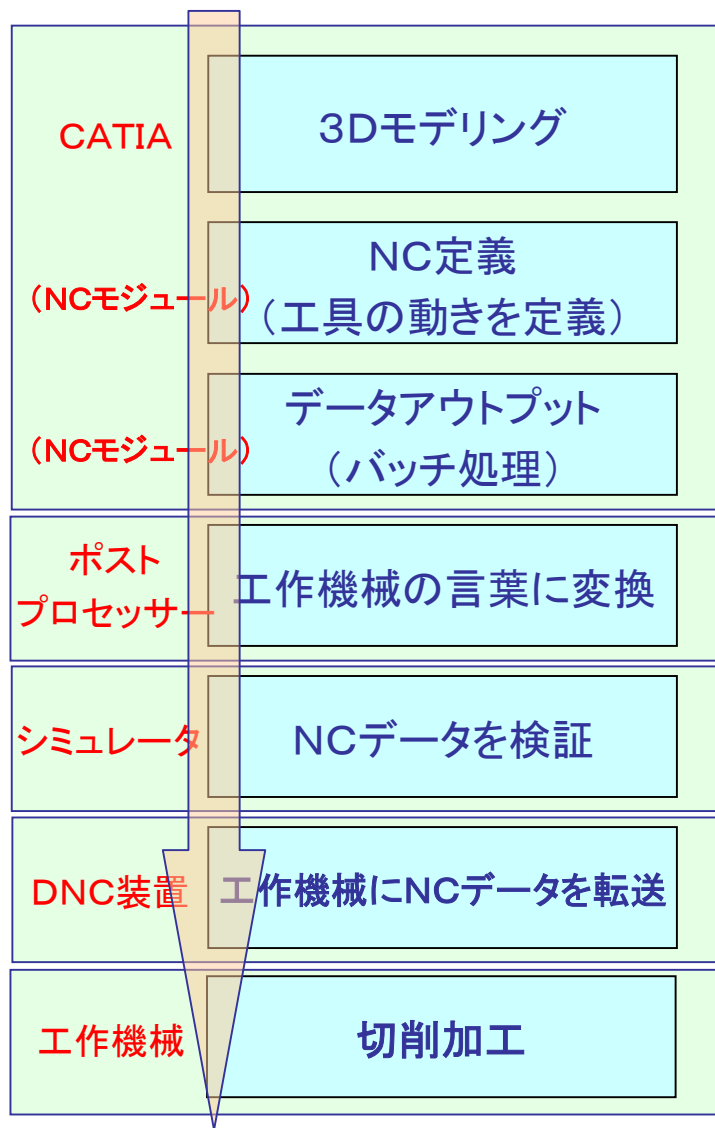 CATIA
3Dモデリング
(NCモジュール)
NC定義
(工具の動きを定義)
(NCモジュール)
データアウトプット
(バッチ処理)
ポスト
プロセッサー
工作機械の言葉に変換
シミュレータ
NCデータを検証
DNC装置
工作機械にNCデータを転送
工作機械
切削加工